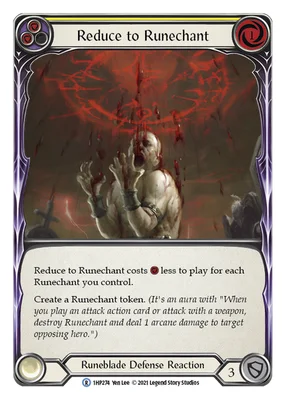 Reduce to Runechant
Reduce to Runechant costs less to play for each
Runechant you control.
Create a Runechant token. (It's an aura with "When
you play an attack action card or attack with a weapon,
destroy Runechant and deal 1 arcane damage to target
opposing hero.")
Runeblade Defense Reaction
3
R 1HP274 Yen Lee © 2021 Legend Story Studios